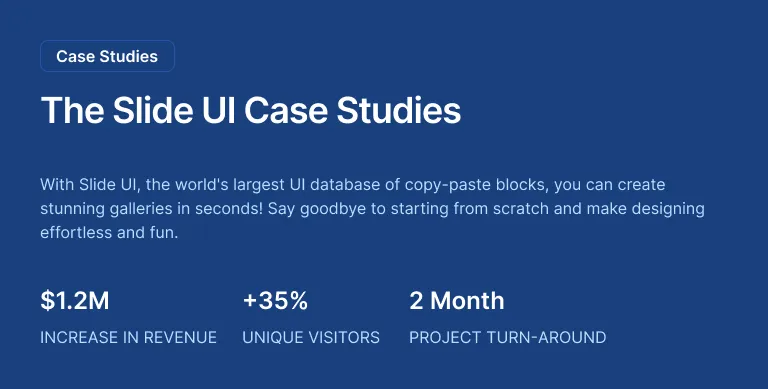 Case Studies
The Slide UI Case Studies
With Slide UI, the world's largest UI database of copy-paste blocks, you can create
stunning galleries in seconds! Say goodbye to starting from scratch and make designing
effortless and fun.
$1.2M +35% 2 Month
INCREASE IN REVENUE UNIQUE VISITORS PROJECT TURN-AROUND